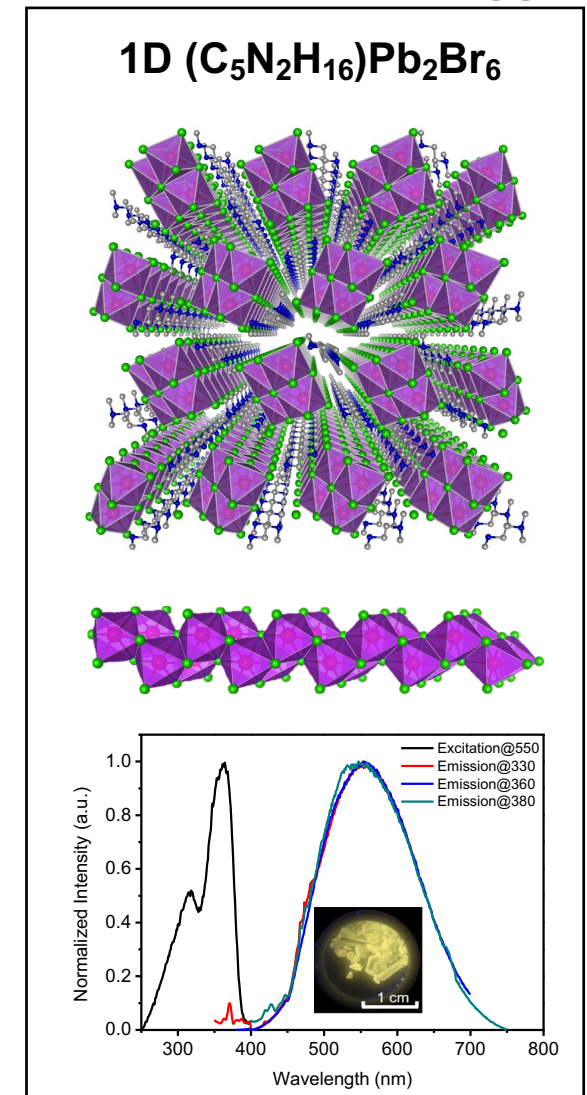 1D (C₅N₂H₁₆)Pb₂Br₆
Excitation@550
Emission@330
Emission@360
Emission@380
Normalized Intensity (a.u.)
1.0
0.8
0.6
0.4
0.2
0.0
1 cm
300 400 500 600 700 800
Wavelength (nm)